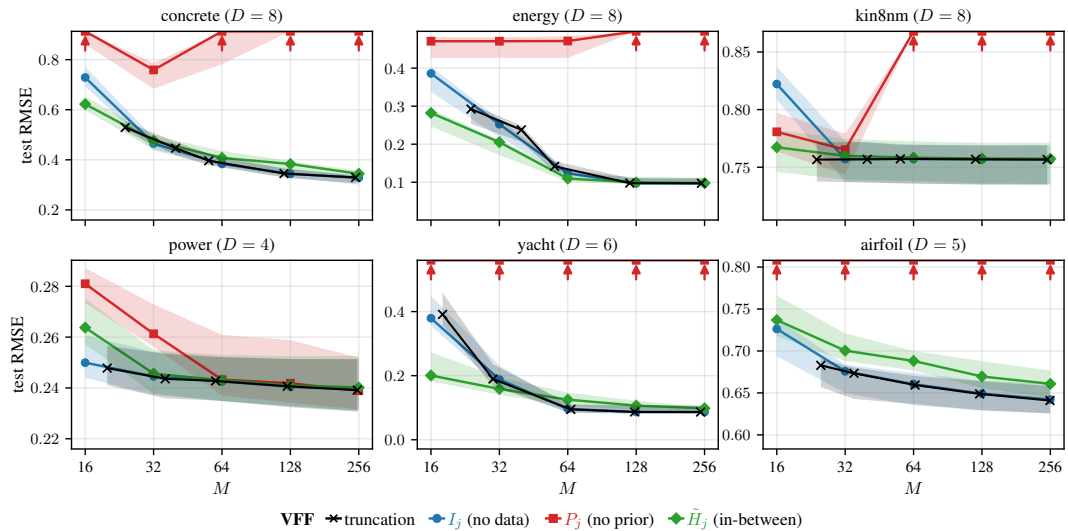 concrete (D = 8)
energy (D = 8)
kin8nm (D = 8)
test RMSE
0.8
0.6
0.4
0.2
0.4
0.3
0.2
0.1
0.85
0.80
0.75
power (D = 4)
yacht (D = 6)
airfoil (D = 5)
test RMSE
0.28
0.26
0.24
0.22
0.4
0.2
0.0
0.80
0.75
0.70
0.65
0.60
16 32 64 128 256
16 32 64 128 256
16 32 64 128 256
M
M
M
VFF truncation I_j (no data) P_j (no prior) H̃_j (in-between)